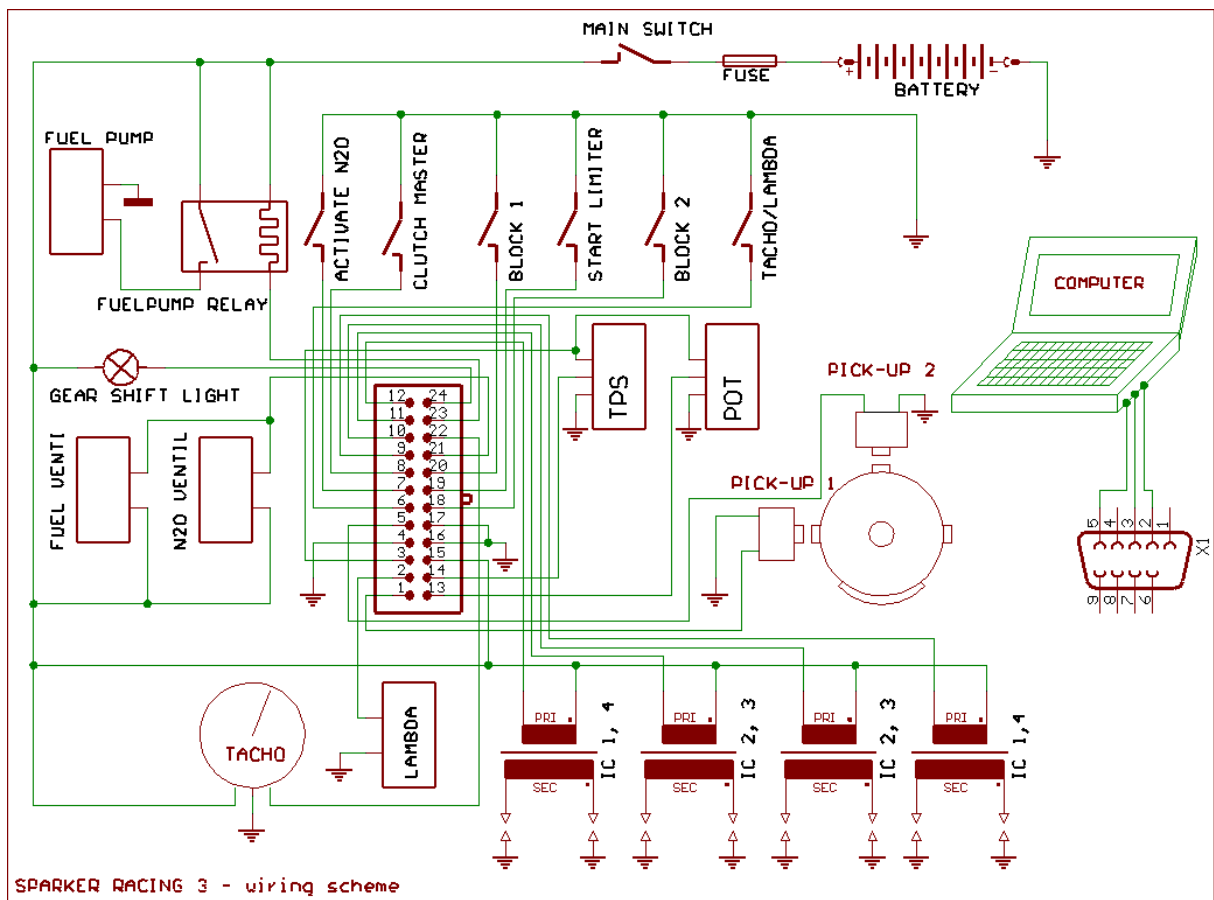 MAIN SWITCH
FUSE
+
-
BATTERY
FUEL PUMP
FUELPUMP RELAY
ACTIVATE N2O
CLUTCH MASTER
BLOCK 1
START LIMITER
BLOCK 2
TACHO/LAMBDA
COMPUTER
GEAR SHIFT LIGHT
FUEL VENTI
N2O VENTIL
TPS
POT
PICK-UP 2
PICK-UP 1
12 24
11 23
10 22
9 21
8 20
7 19
6 18
5 17
4 16
3 15
2 14
1 13
5 4 3 2 1
9 8 7 6
X1
TACHO
LAMBDA
PRI
SEC
IC 1, 4
PRI
SEC
IC 2, 3
PRI
SEC
IC 2, 3
PRI
SEC
IC 1,4
SPARKER RACING 3 - wiring scheme